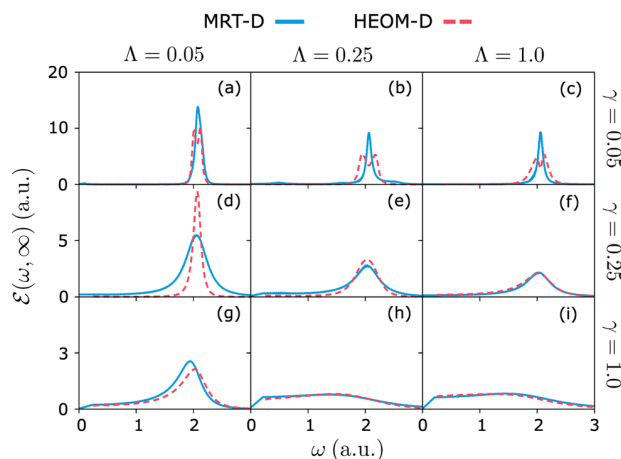 MRT-D HEOM-D
Λ = 0.05 Λ = 0.25 Λ = 1.0
20 (a) (b) (c)
10
0
γ = 0.05
(d) (e) (f)
5
0
γ = 0.25
(g) (h) (i)
3
0
γ = 1.0
0 1 2 0 1 2 0 1 2 3
ℰ(ω, ∞) (a.u.)
ω (a.u.)